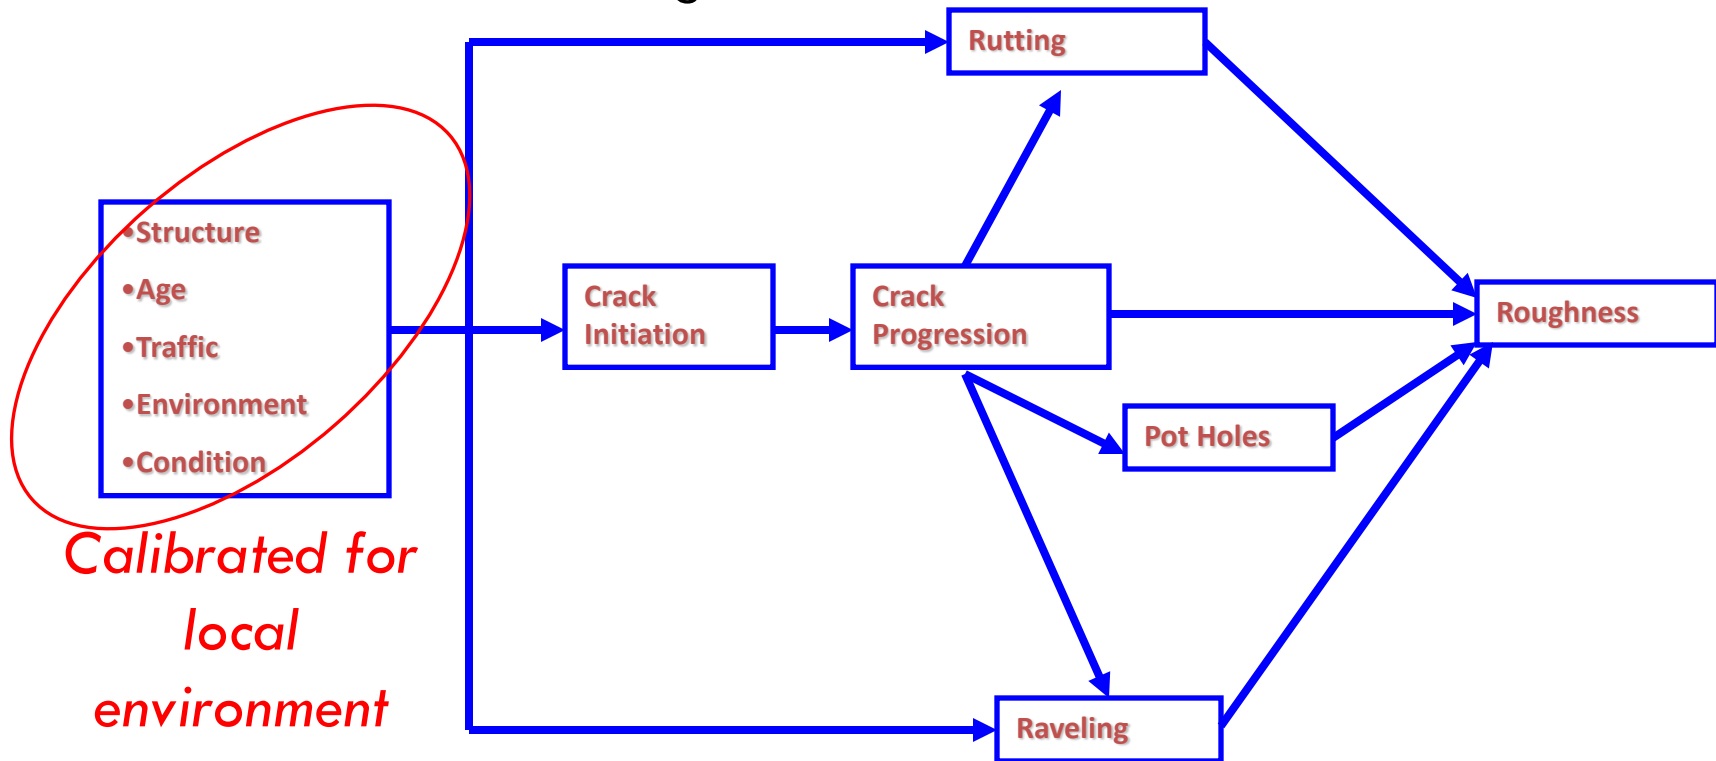 Rutting
•Structure
•Age
•Traffic
•Environment
•Condition
Crack
Initiation
Crack
Progression
Roughness
Pot Holes
Raveling
Calibrated for
local
environment